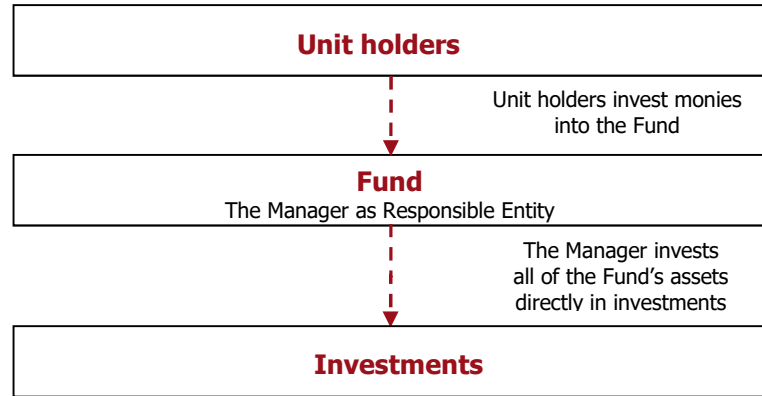 Unit holders
Unit holders invest monies
into the Fund
Fund
The Manager as Responsible Entity
The Manager invests
all of the Fund’s assets
directly in investments
Investments